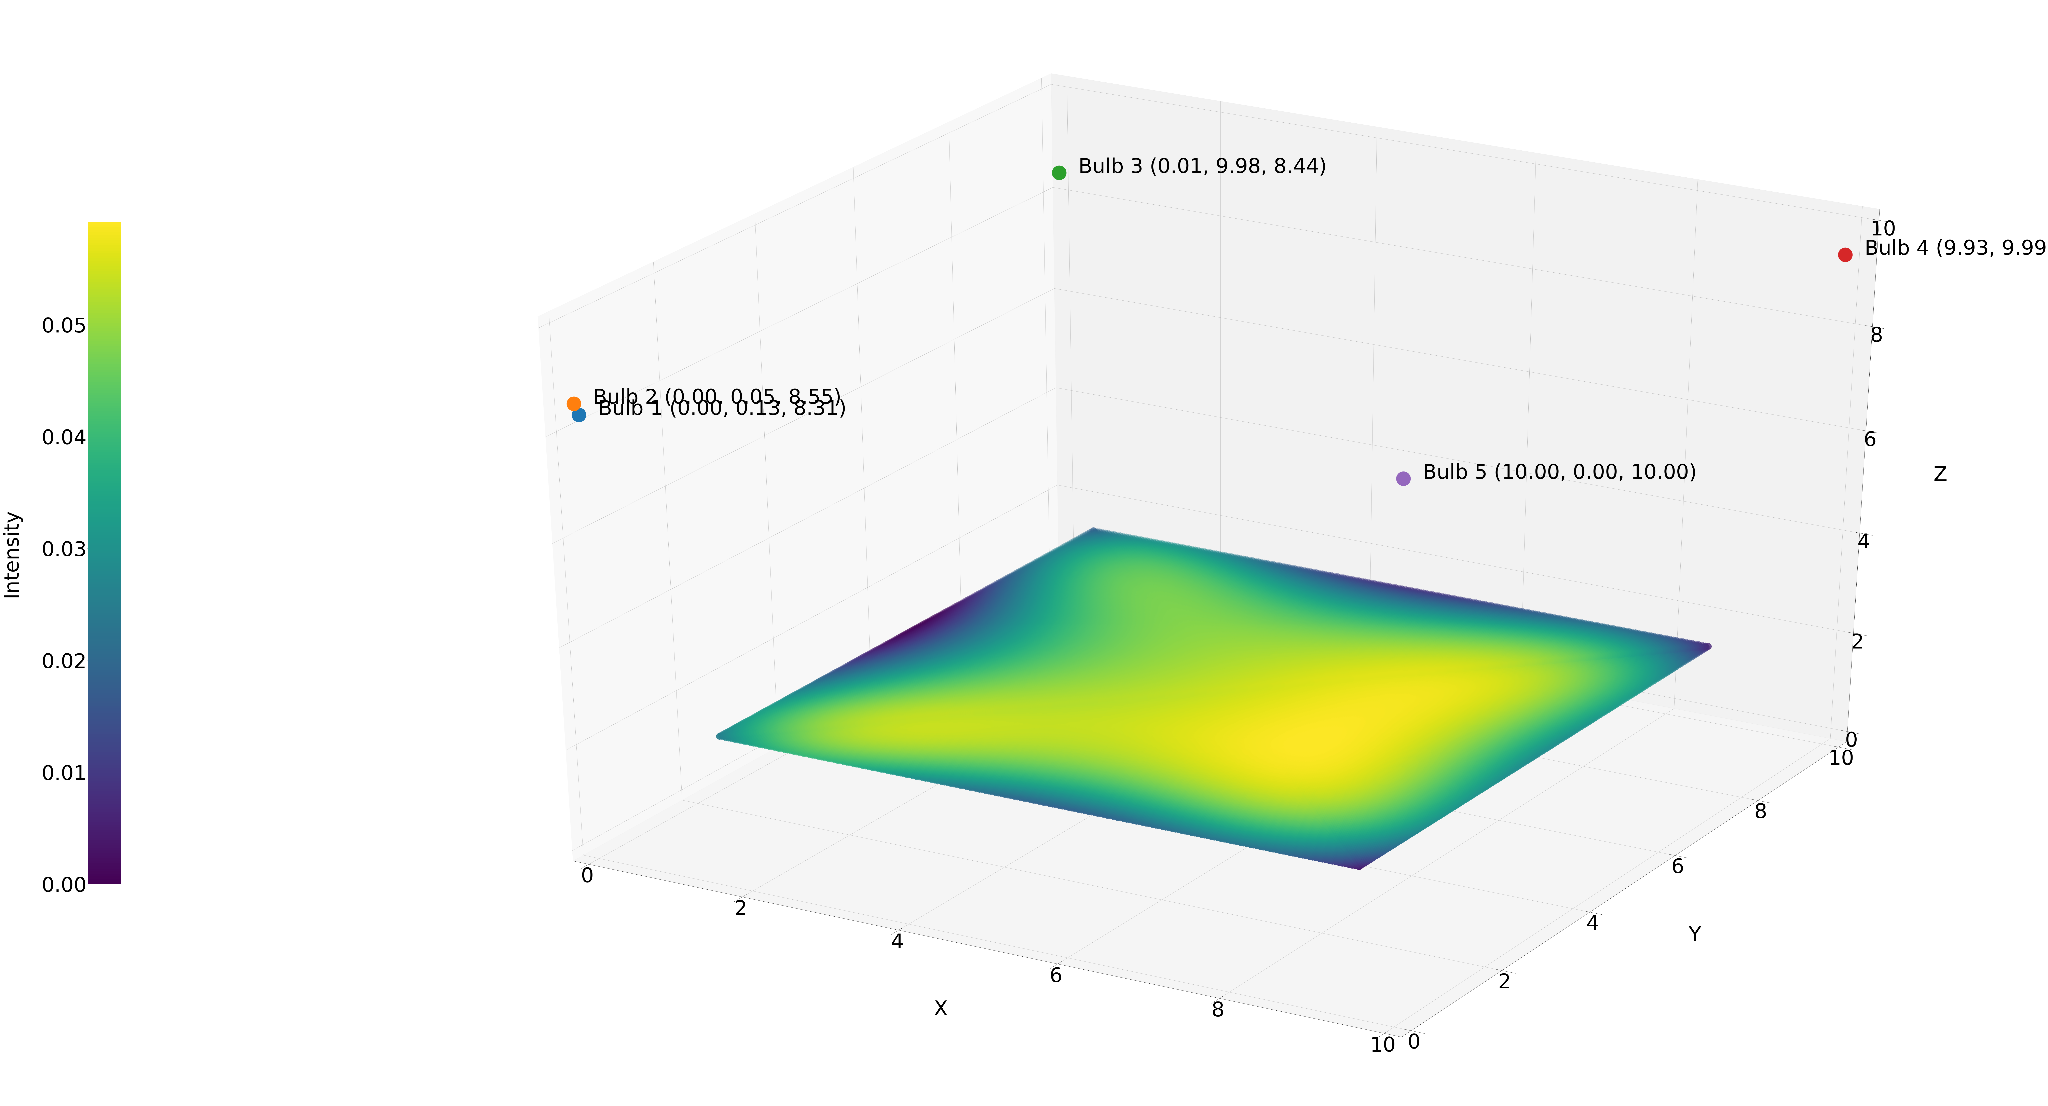 Bulb 3 (0.01, 9.98, 8.44)
10
Bulb 4 (9.93, 9.99
0.05
8
Bulb 2 (0.00, 0.05, 8.55)
Bulb 1 (0.00, 0.13, 8.31)
0.04
6
Bulb 5 (10.00, 0.00, 10.00)
Z
4
0.03
Intensity
2
0.02
0
10
0.01
8
0.00
0
6
2
4
4
Y
6
2
X
8
10
0